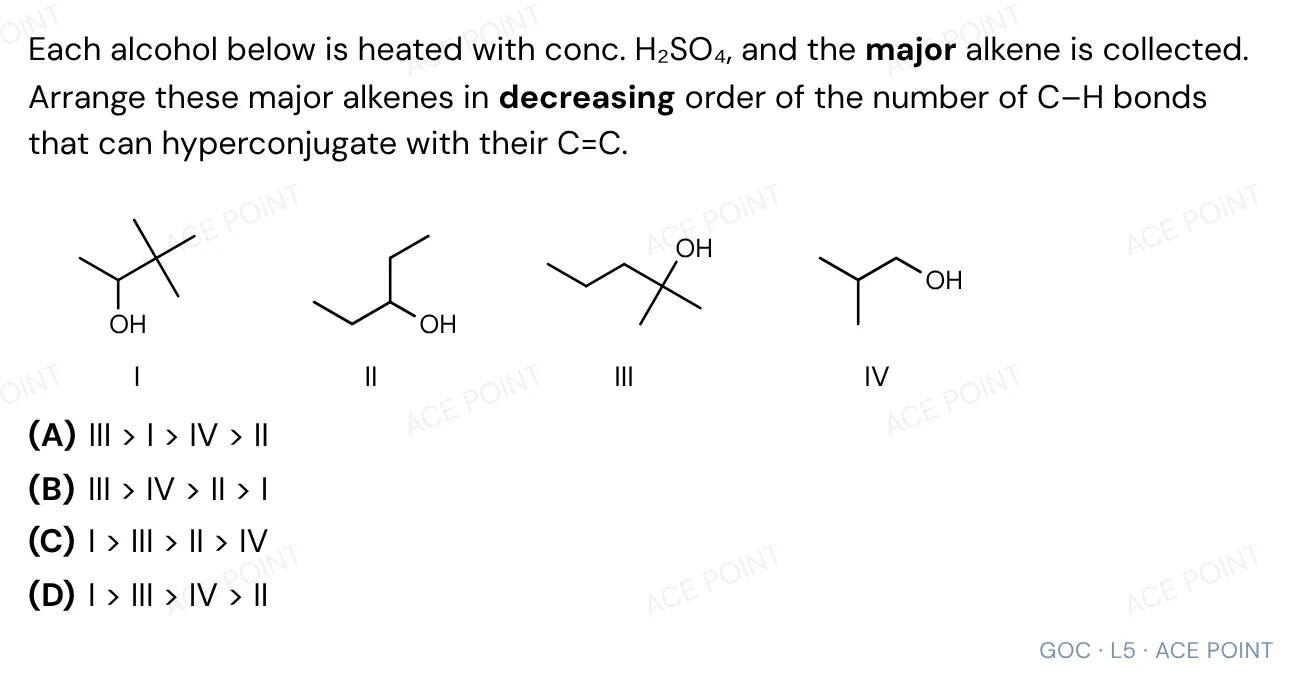 Each alcohol below is heated with conc. H₂SO₄, and the major alkene is collected.
Arrange these major alkenes in decreasing order of the number of C–H bonds
that can hyperconjugate with their C=C.
OH
OH
OH
OH
I
II
III
IV
(A) III > I > IV > II
(B) III > IV > II > I
(C) I > III > II > IV
(D) I > III > IV > II
GOC · L5 · ACE POINT
ACE POINT